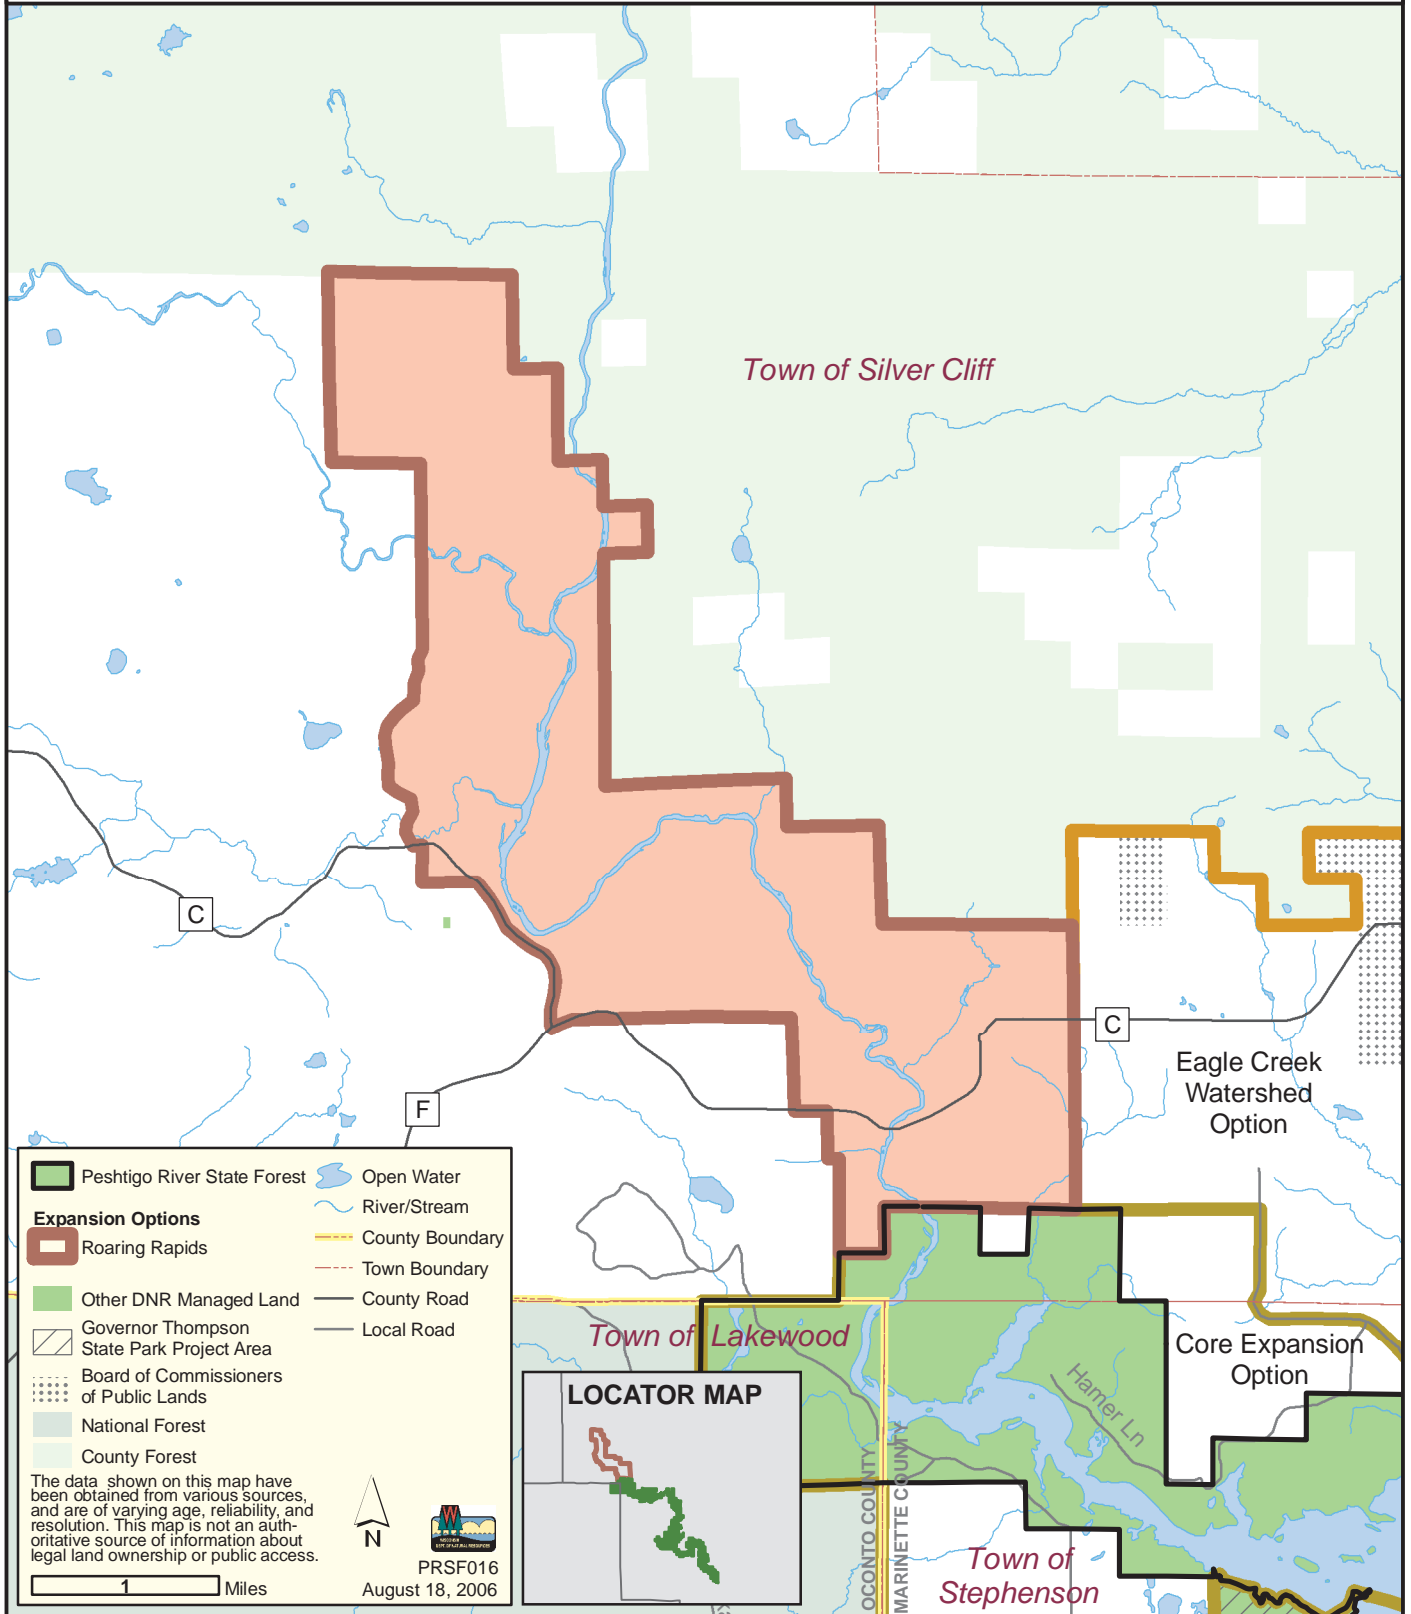 Town of Silver Cliff
C
C
Eagle Creek
Watershed
Option
F
Peshtigo River State Forest
Expansion Options
Roaring Rapids
Other DNR Managed Land
Governor Thompson
State Park Project Area
Board of Commissioners
of Public Lands
National Forest
County Forest
Open Water
River/Stream
County Boundary
Town Boundary
County Road
Local Road
The data shown on this map have
been obtained from various sources,
and are of varying age, reliability, and
resolution. This map is not an auth-
oritative source of information about
legal land ownership or public access.
1 Miles
N
WISCONSIN
DEPT. OF NATURAL RESOURCES
PRSF016
August 18, 2006
Town of Lakewood
LOCATOR MAP
Core Expansion
Option
Hamer Ln
OCONTO COUNTY
MARINETTE COUNTY
Town of
Stephenson